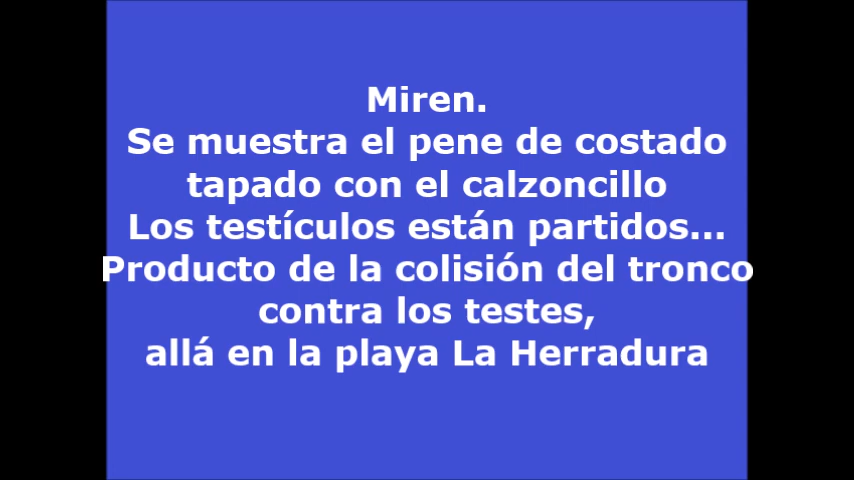 Miren.
Se muestra el pene de costado
tapado con el calzoncillo
Los testículos están partidos...
Producto de la colisión del tronco
contra los testes,
allá en la playa La Herradura